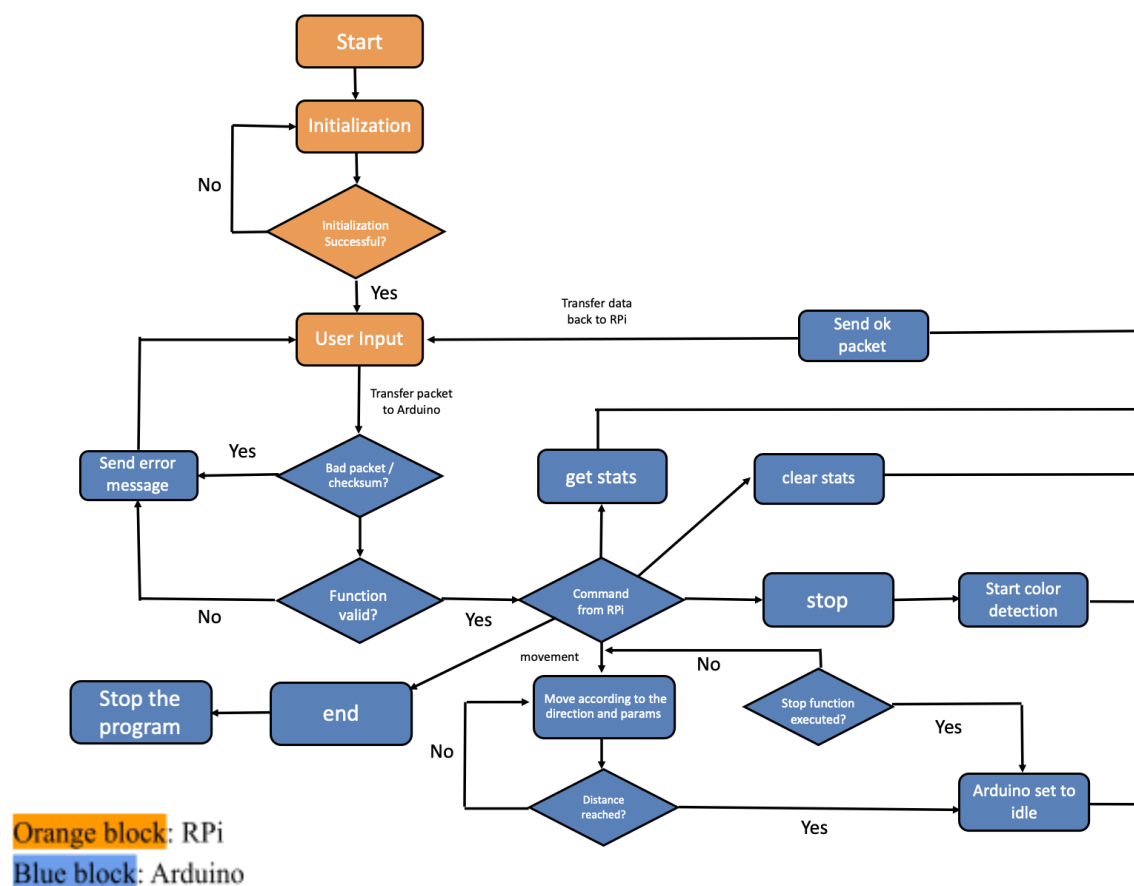 Start
Initialization
No
Initialization
Successful?
Yes
Transfer data
back to RPi
User Input
Send ok
packet
Transfer packet
to Arduino
Yes
Send error
message
Bad packet /
checksum?
get stats
clear stats
No
Function
valid?
Yes
Command
from RPi
stop
Start color
detection
movement
No
Stop the
program
end
Move according to the
direction and params
Stop function
executed?
Yes
No
Distance
reached?
Yes
Arduino set to
idle
Orange block: RPi
Blue block: Arduino